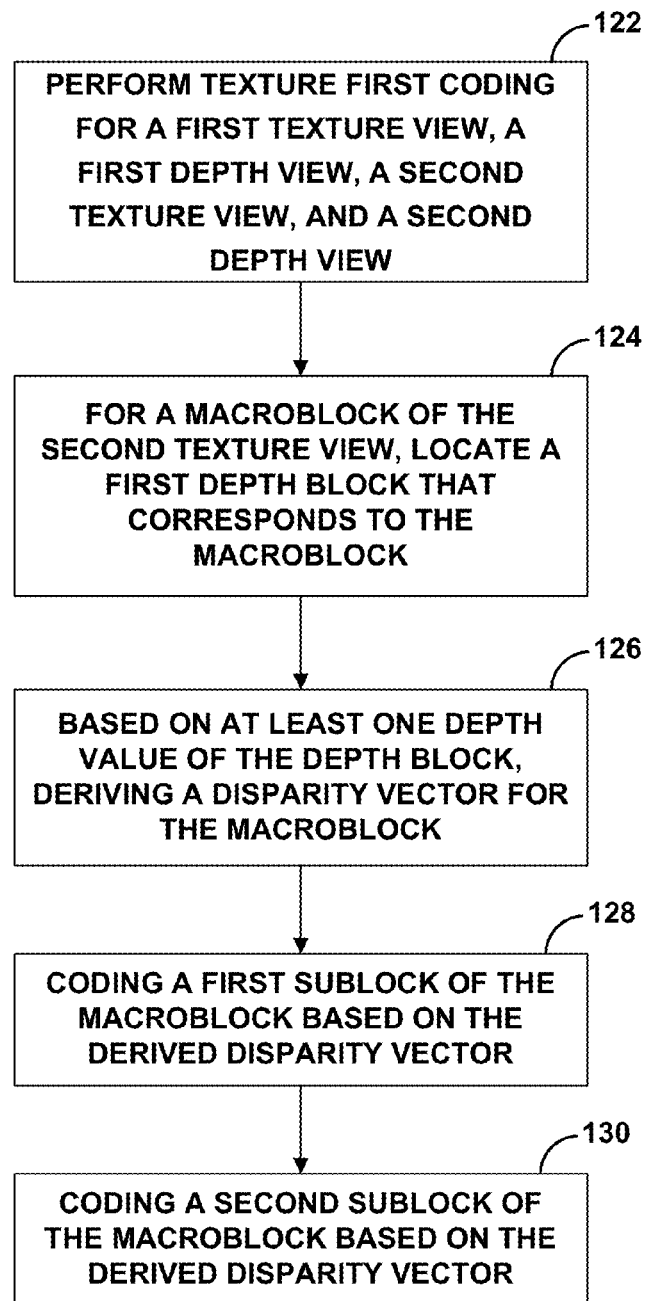 122
PERFORM TEXTURE FIRST CODING
FOR A FIRST TEXTURE VIEW, A
FIRST DEPTH VIEW, A SECOND
TEXTURE VIEW, AND A SECOND
DEPTH VIEW
124
FOR A MACROBLOCK OF THE
SECOND TEXTURE VIEW, LOCATE A
FIRST DEPTH BLOCK THAT
CORRESPONDS TO THE
MACROBLOCK
126
BASED ON AT LEAST ONE DEPTH
VALUE OF THE DEPTH BLOCK,
DERIVING A DISPARITY VECTOR FOR
THE MACROBLOCK
128
CODING A FIRST SUBLOCK OF THE
MACROBLOCK BASED ON THE
DERIVED DISPARITY VECTOR
130
CODING A SECOND SUBLOCK OF
THE MACROBLOCK BASED ON THE
DERIVED DISPARITY VECTOR